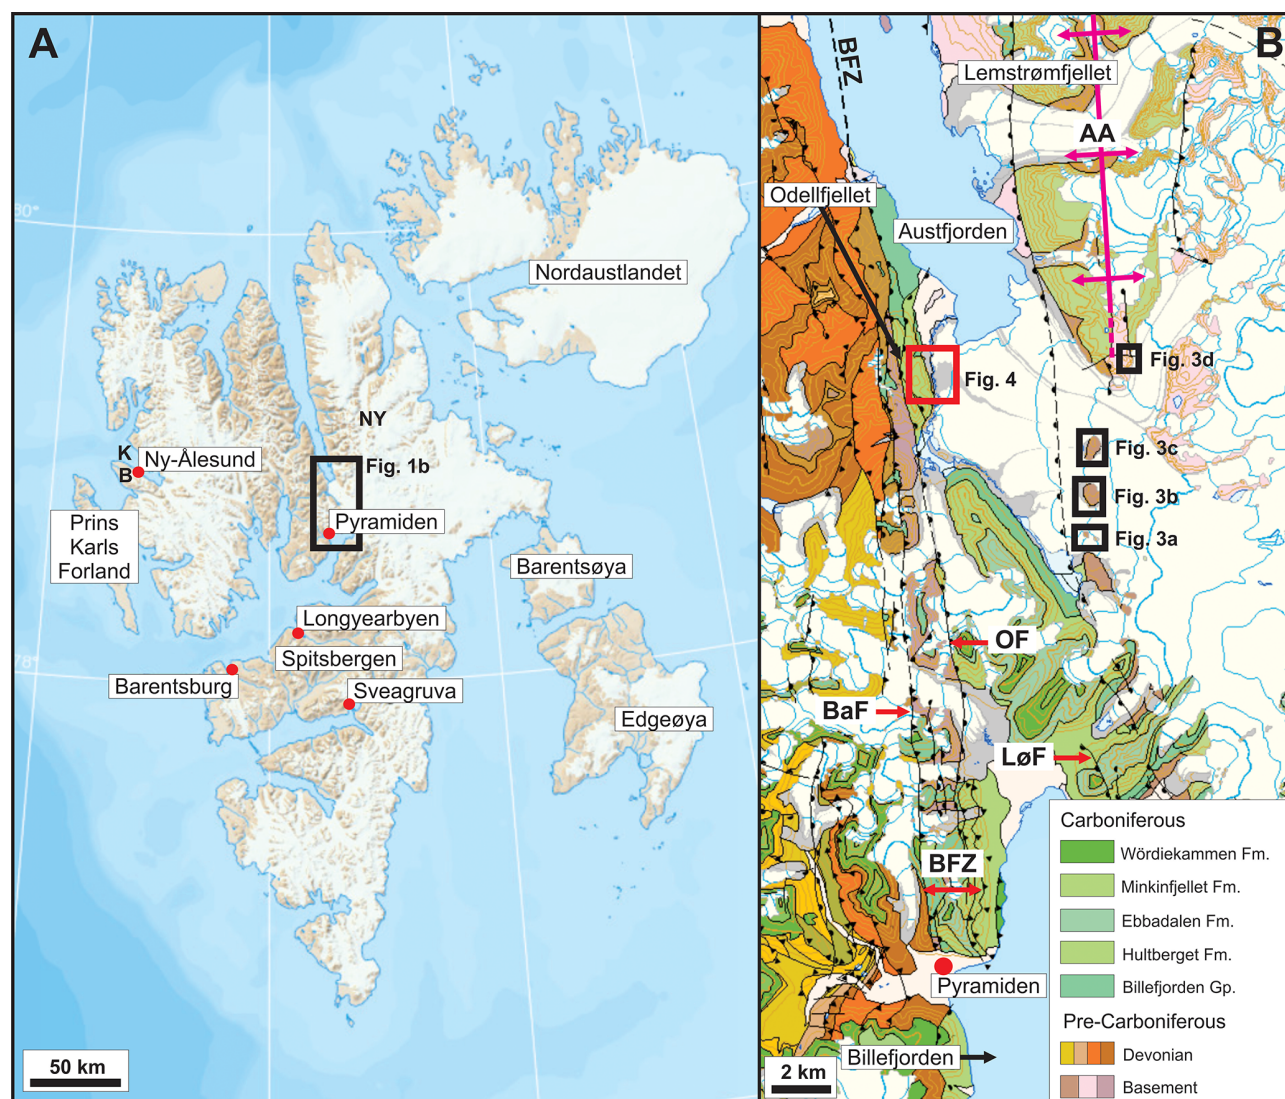 A
80°
Nordaustlandet
NY
K
B
Ny-Ålesund
Fig. 1b
Pyramiden
Prins
Karls
Forland
Barentsøya
Longyearbyen
78°
Spitsbergen
Barentsburg
Sveagruva
Edgeøya
50 km
B
BFZ
Lemstrømfjellet
AA
Odellfjellet
Austfjorden
Fig. 3d
Fig. 4
Fig. 3c
Fig. 3b
Fig. 3a
OF
BaF
LøF
BFZ
Pyramiden
Billefjorden
2 km
Carboniferous
Wördiekammen Fm.
Minkinfjellet Fm.
Ebbadalen Fm.
Hultberget Fm.
Billefjorden Gp.
Pre-Carboniferous
Devonian
Basement